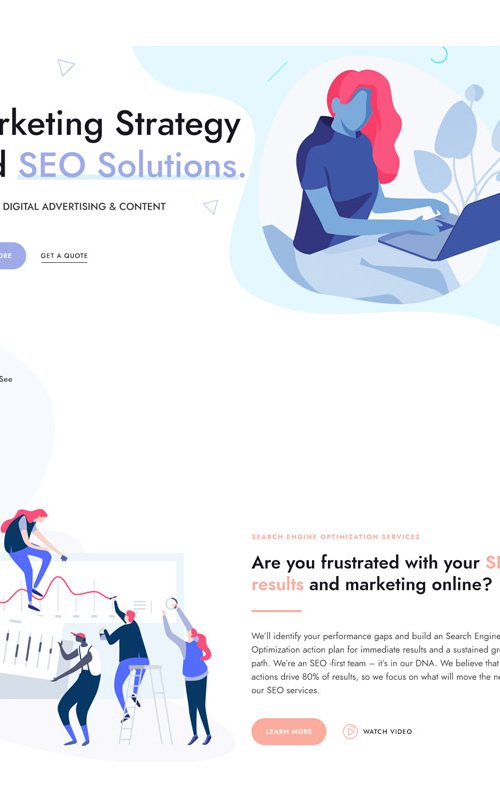 rketing Strategy
d SEO Solutions.
DIGITAL ADVERTISING & CONTENT
ORE
GET A QUOTE
See
SEARCH ENGINE OPTIMIZATION SERVICES
Are you frustrated with your SE
results and marketing online?
We'll identify your performance gaps and build an Search Engine
Optimization action plan for immediate results and a sustained gr
path. We're an SEO -first team – it's in our DNA. We believe that
actions drive 80% of results, so we focus on what will move the ne
our SEO services.
LEARN MORE
WATCH VIDEO